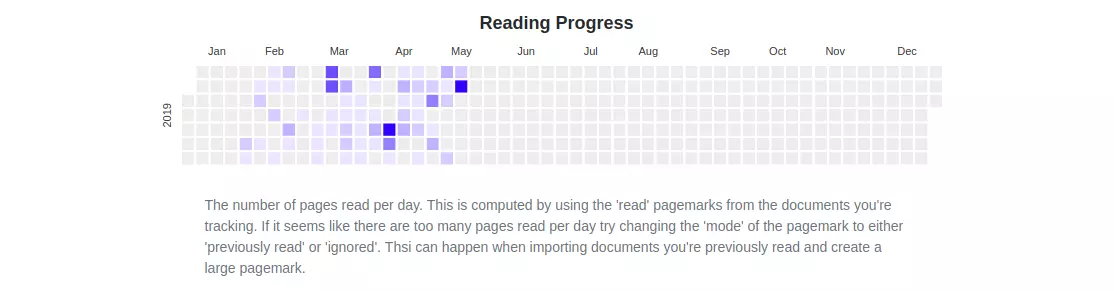 Reading Progress
Jan Feb Mar Apr May Jun Jul Aug Sep Oct Nov Dec
2019
The number of pages read per day. This is computed by using the 'read' pagemarks from the documents you're
tracking. If it seems like there are too many pages read per day try changing the 'mode' of the pagemark to either
'previously read' or 'ignored'. Thsi can happen when importing documents you're previously read and create a
large pagemark.